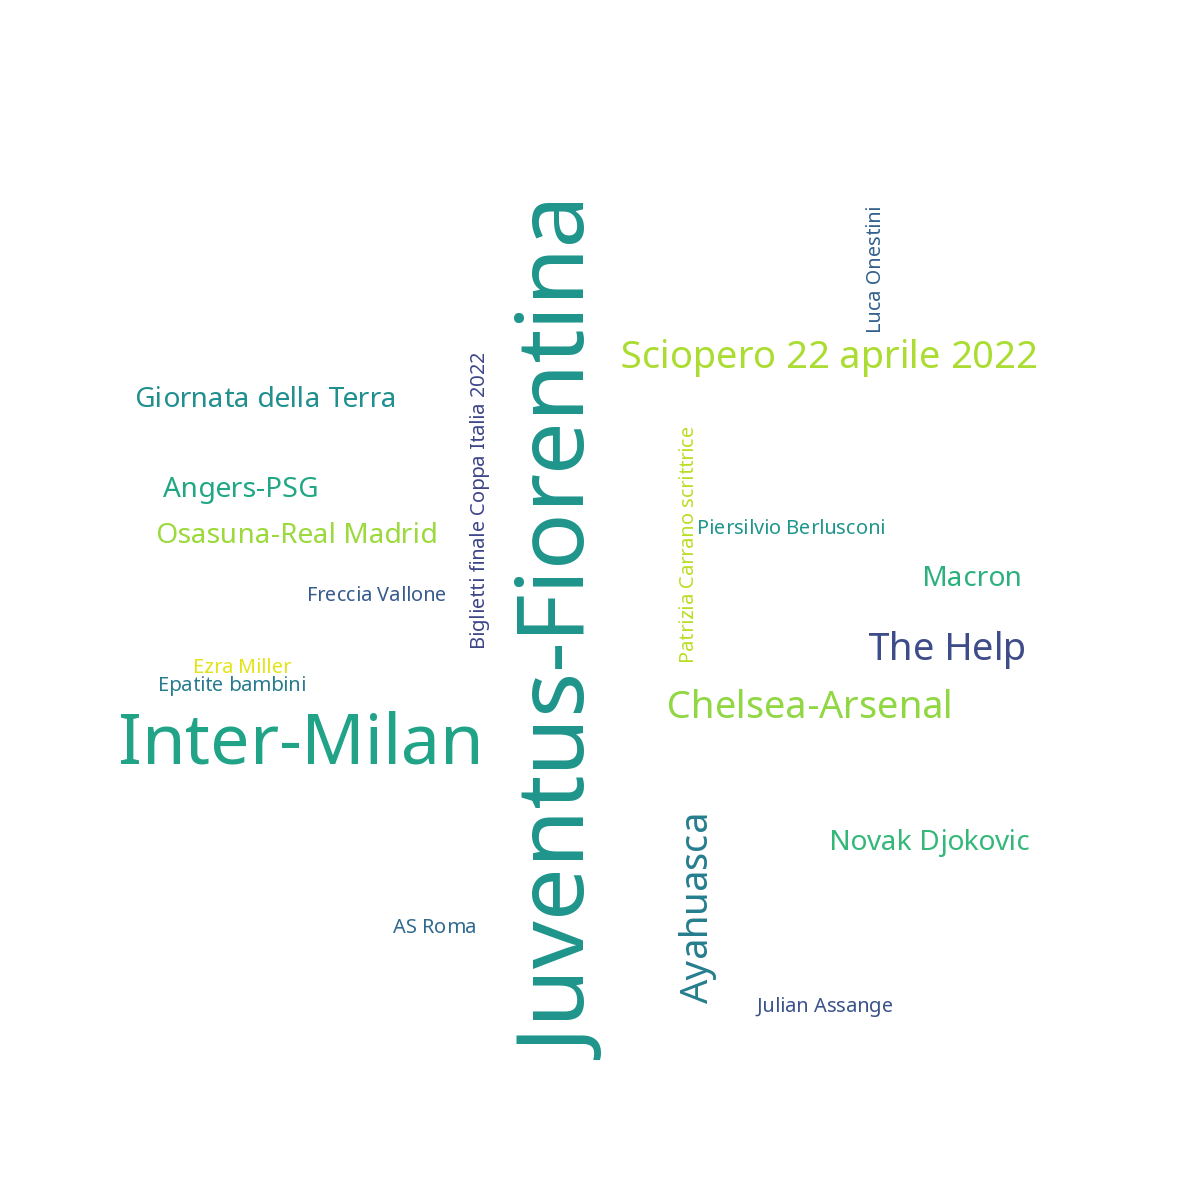 Luca Onestini
Juventus-Fiorentina
Sciopero 22 aprile 2022
Biglietti finale Coppa Italia 2022
Giornata della Terra
Patrizia Carrano scrittrice
Angers-PSG
Osasuna-Real Madrid
Piersilvio Berlusconi
Macron
Freccia Vallone
The Help
Ezra Miller
Epatite bambini
Chelsea-Arsenal
Inter-Milan
Ayahuasca
Novak Djokovic
AS Roma
Julian Assange